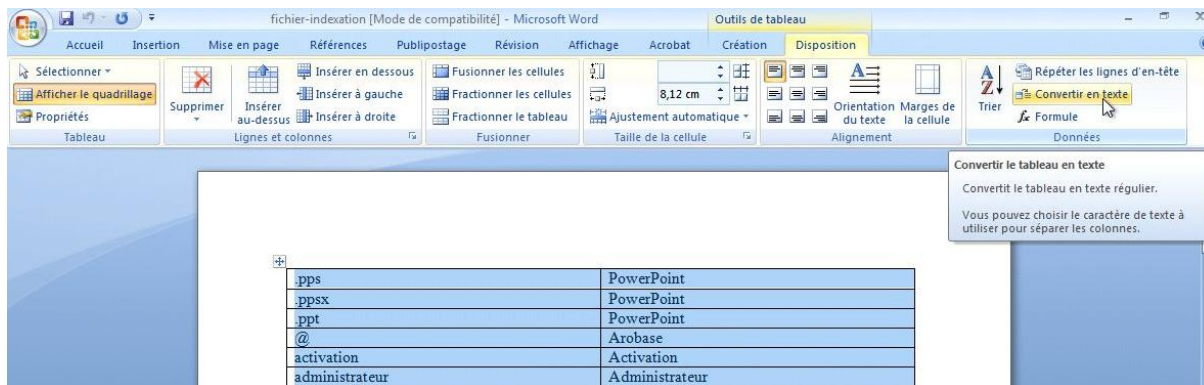 fichier-indexation [Mode de compatibilité] - Microsoft Word
Outils de tableau
Accueil Insertion Mise en page Références Publipostage Révision Affichage Acrobat Création Disposition
Sélectionner
Afficher le quadrillage
Propriétés
Tableau
Supprimer
Insérer au-dessus
Insérer en dessous
Insérer à gauche
Insérer à droite
Lignes et colonnes
Fusionner les cellules
Fractionner les cellules
Fractionner le tableau
Fusionner
8,12 cm
Ajustement automatique
Taille de la cellule
Orientation du texte
Marges de la cellule
Alignement
A
Z
Trier
Répéter les lignes d'en-tête
Convertir en texte
fx Formule
Données
Convertir le tableau en texte
Convertit le tableau en texte régulier.
Vous pouvez choisir le caractère de texte à
utiliser pour séparer les colonnes.
.pps PowerPoint
.ppsx PowerPoint
.ppt PowerPoint
@ Arobase
activation Activation
administrateur Administrateur